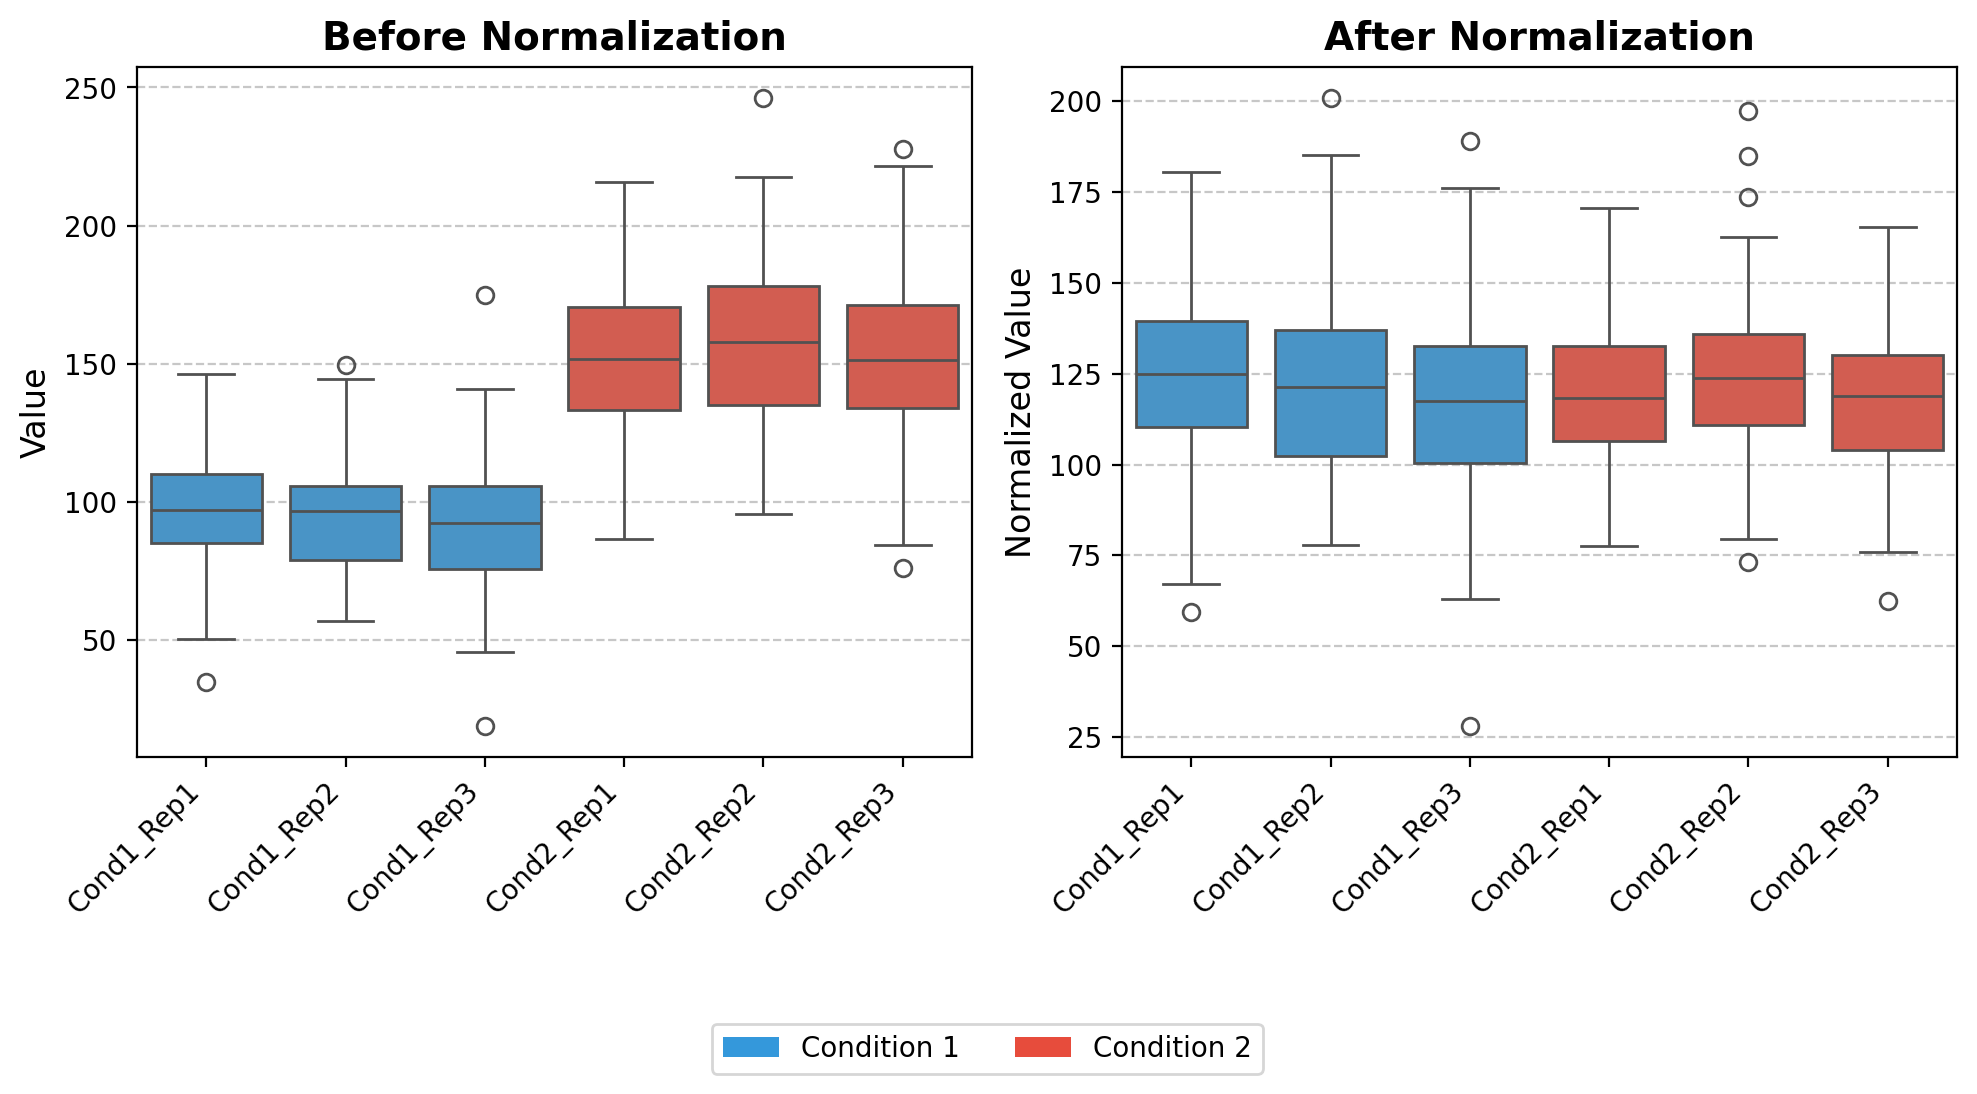 Before Normalization
Value
250
200
150
100
50
Cond1_Rep1
Cond1_Rep2
Cond1_Rep3
Cond2_Rep1
Cond2_Rep2
Cond2_Rep3
After Normalization
Normalized Value
200
175
150
125
100
75
50
25
Cond1_Rep1
Cond1_Rep2
Cond1_Rep3
Cond2_Rep1
Cond2_Rep2
Cond2_Rep3
Condition 1
Condition 2